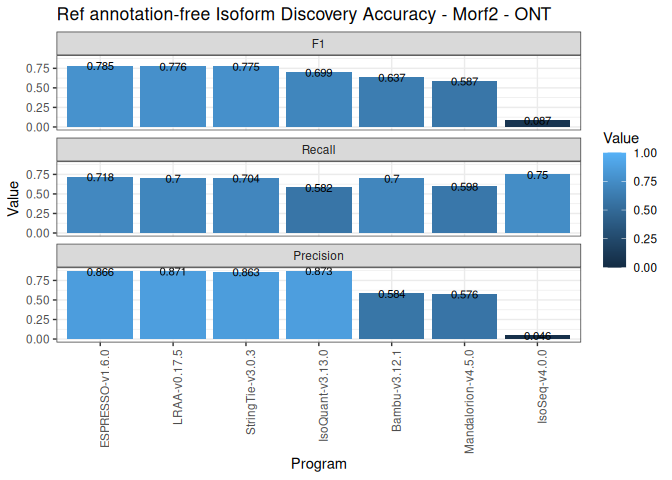 Ref annotation-free Isoform Discovery Accuracy - Morf2 - ONT
F1
0.75
0.50
0.25
0.00
0.785 0.776 0.775 0.699 0.637 0.587 0.087
Recall
0.75
0.50
0.25
0.00
0.718 0.7 0.704 0.582 0.7 0.598 0.75
Precision
0.75
0.50
0.25
0.00
0.866 0.871 0.863 0.873 0.584 0.576 0.046
Value
ESPRESSO-v1.6.0
LRAA-v0.17.5
StringTie-v3.0.3
IsoQuant-v3.13.0
Bambu-v3.12.1
Mandalorion-v4.5.0
IsoSeq-v4.0.0
Program
Value
1.00
0.75
0.50
0.25
0.00